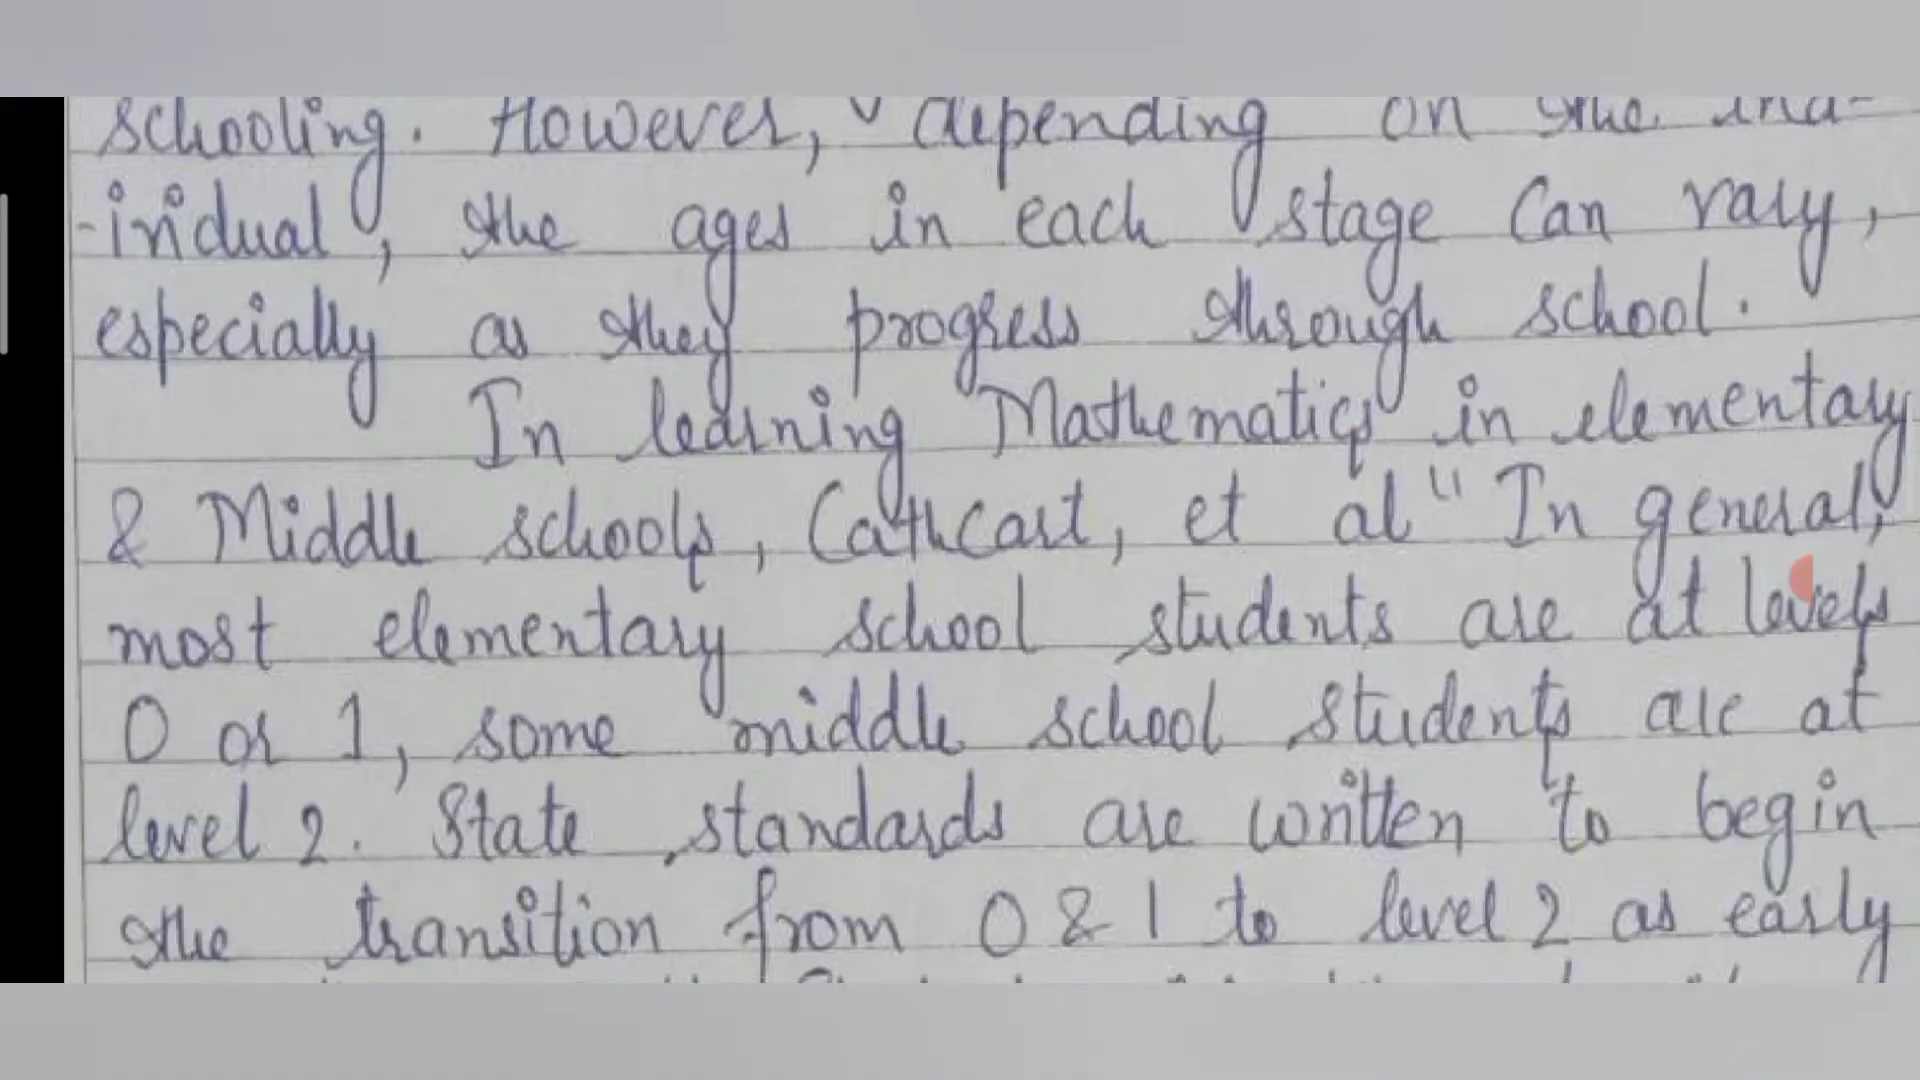 schooling. However, depending on the ind-
-ividual, the ages in each stage can vary,
especially as they progress through school.
In learning Mathematics in elementary
& Middle schools, Cathcart, et al " In general,
most elementary school students are at levels
0 or 1, some middle school students are at
level 2. State standards are written to begin
the transition from 0 & 1 to level 2 as early